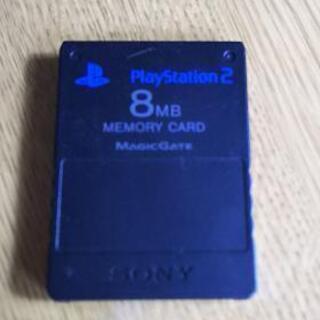 PlayStation 2
8MB
MEMORY CARD
MAGICGATE
SONY